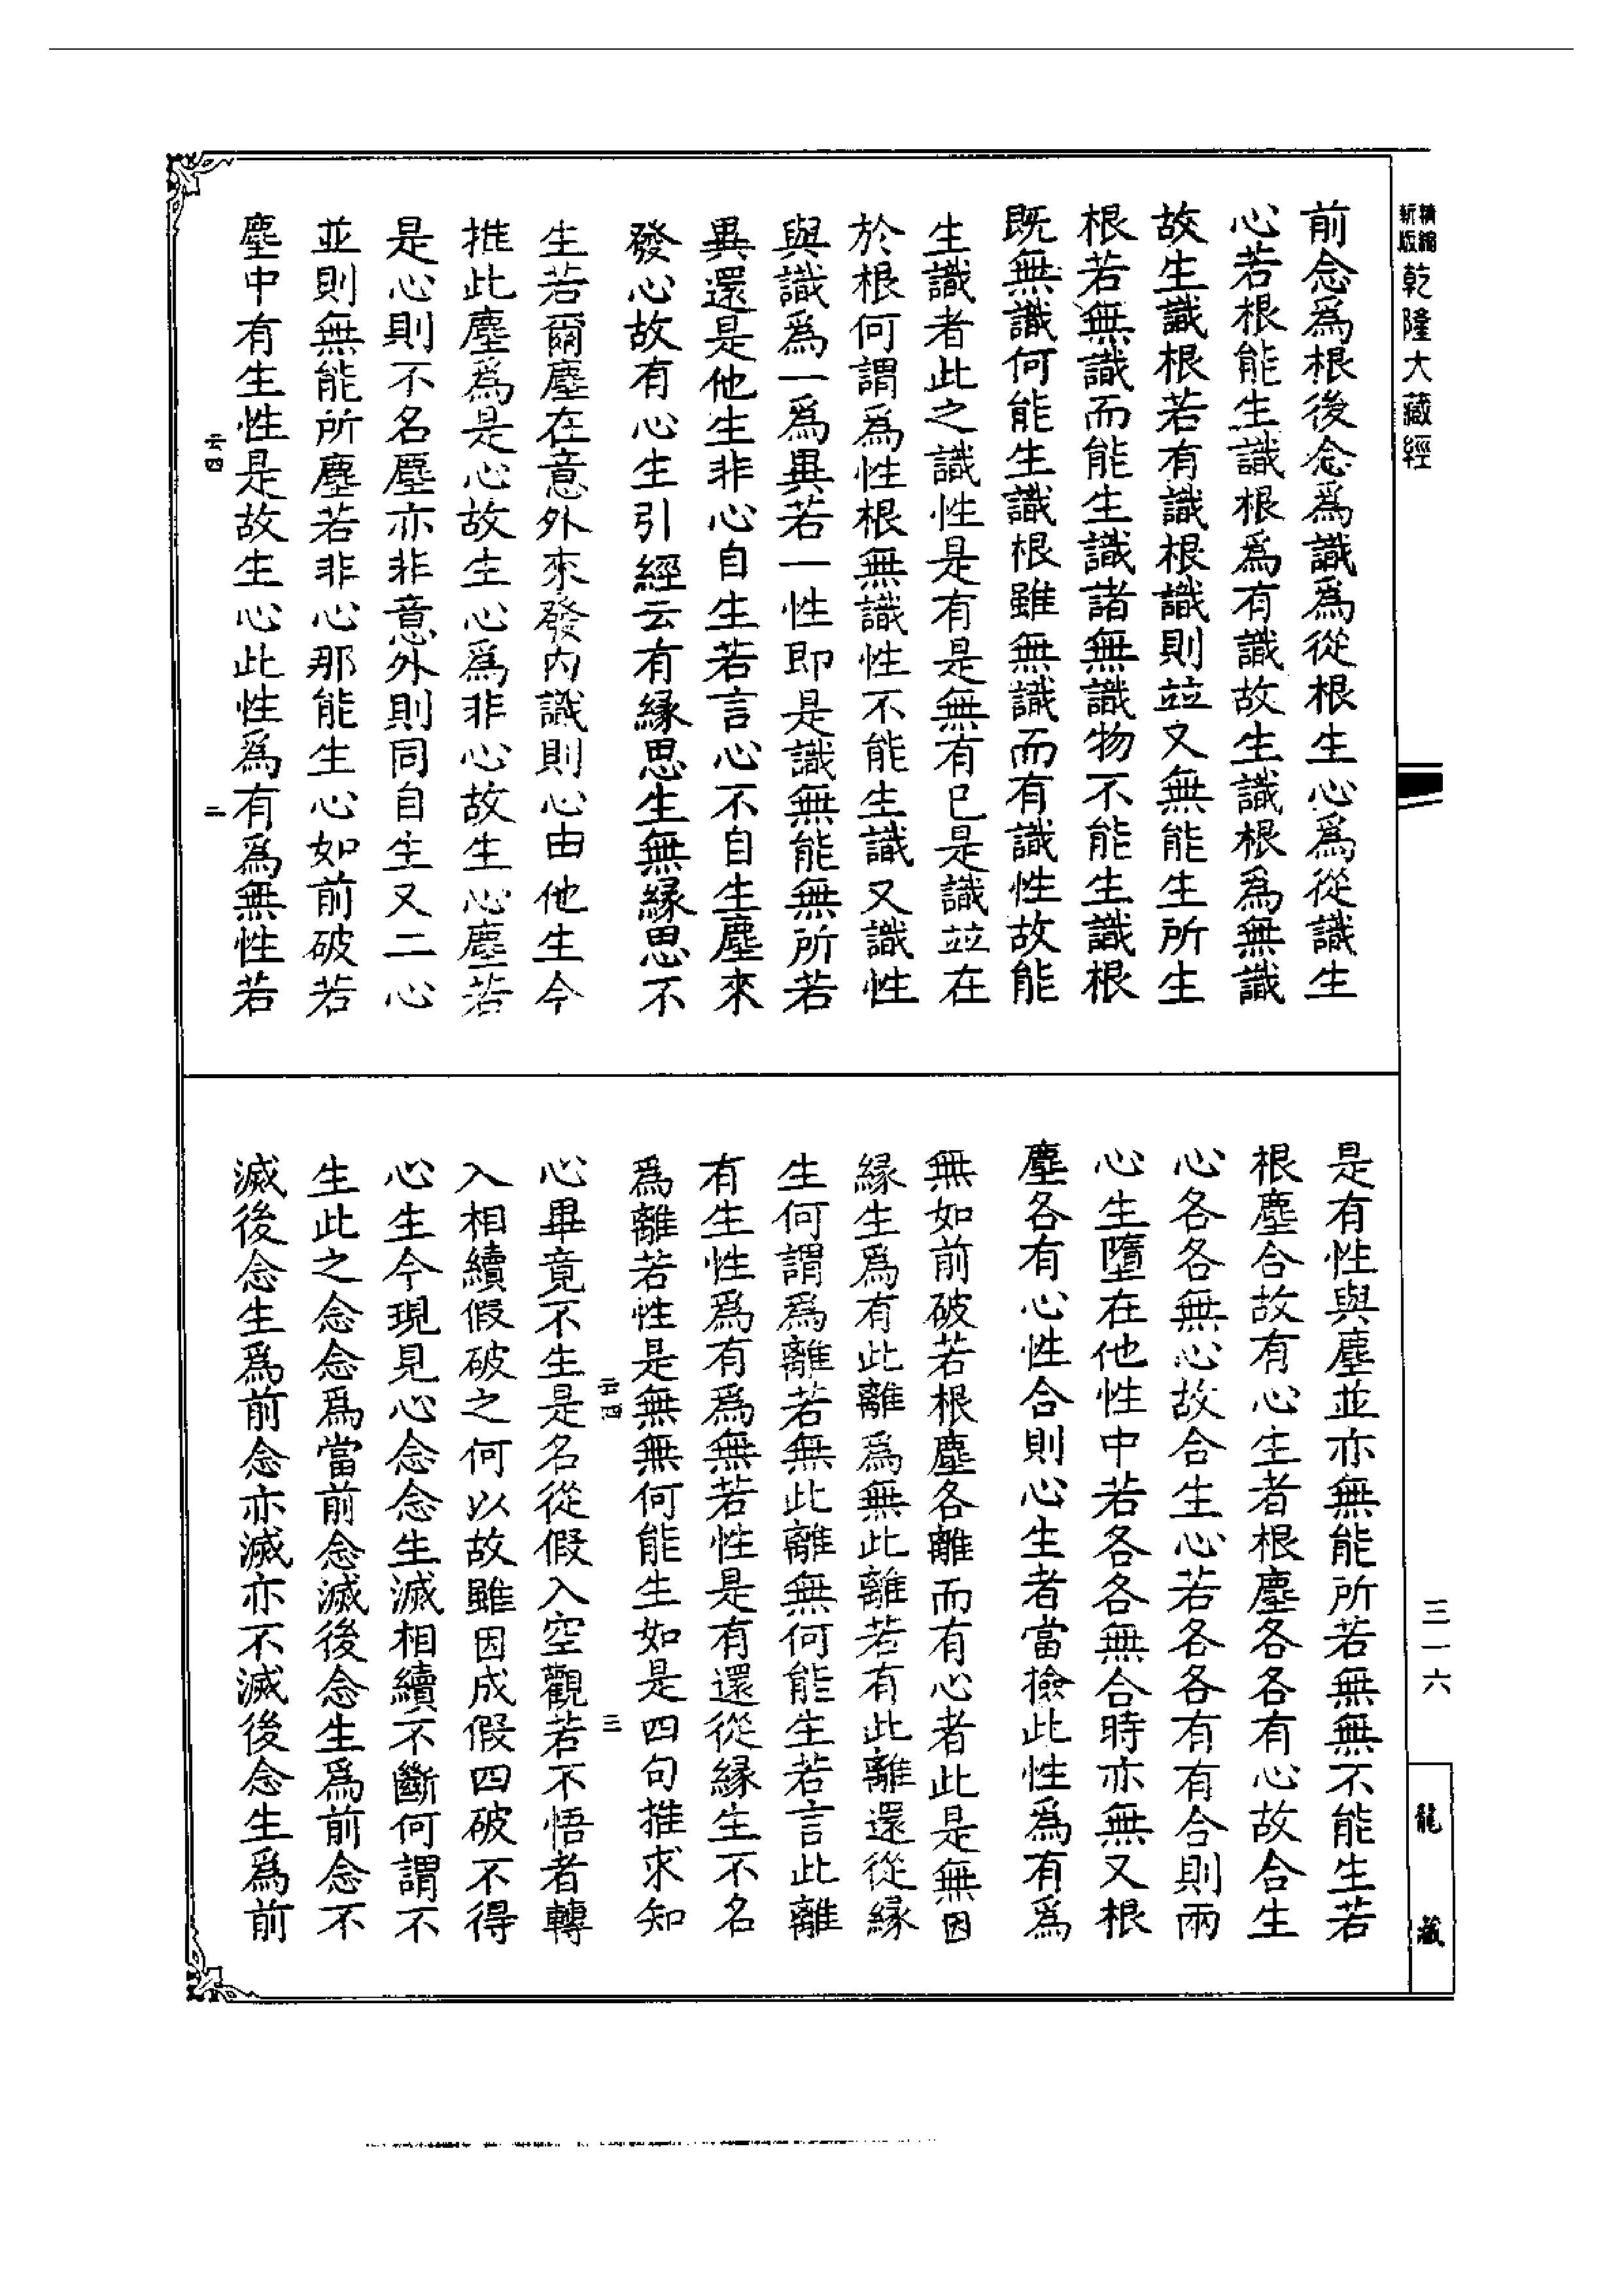 精縮
新版
乾隆大藏經
前念爲根後念爲識爲從根生心爲從識生
心若根能生識根爲有識故生識根爲無識
故生識根若有識根識則竝又無能生所生
根若無識而能生識諸無識物不能生識根
既無識何能生識根雖無識而有識性故能
生識者此之識性是有是無有已是識竝在
於根何謂爲性根無識性不能生識又識性
與識爲一爲異若一性即是識無能無所若
異還是他生非心自生若言心不自生塵來
發心故有心生引經云有緣思生無緣思不
生若爾塵在意外來發內識則心由他生今
推此塵爲是心故生心爲非心故生心塵若
是心則不名塵亦非意外則同自生又二心
並則無能所塵若非心那能生心如前破若
塵中有生性是故生心此性爲有爲無性若
云四
二
是有性與塵並亦無能所若無無不能生若
根塵合故有心生者根塵各各有心故合生
心各各無心故合生心若各各有合則兩
心生墮在他性中若各各無合時亦無又根
塵各有心性合則心生者當撿此性爲有爲
無如前破若根塵各離而有心者此是無因
緣生爲有此離爲無此離若有此離還從緣
生何謂爲離若無此離無何能生若言此離
有生性爲有爲無若性是有還從緣生不名
爲離若性是無無何能生如是四句推求知
云四
三
心畢竟不生是名從假入空觀若不悟者轉
入相續假破之何以故雖因成假四破不得
心生今現見心念念生滅相續不斷何謂不
生此之念念爲當前念滅後念生爲前念不
滅後念生爲前念亦滅亦不滅後念生爲前
三一六
龍藏